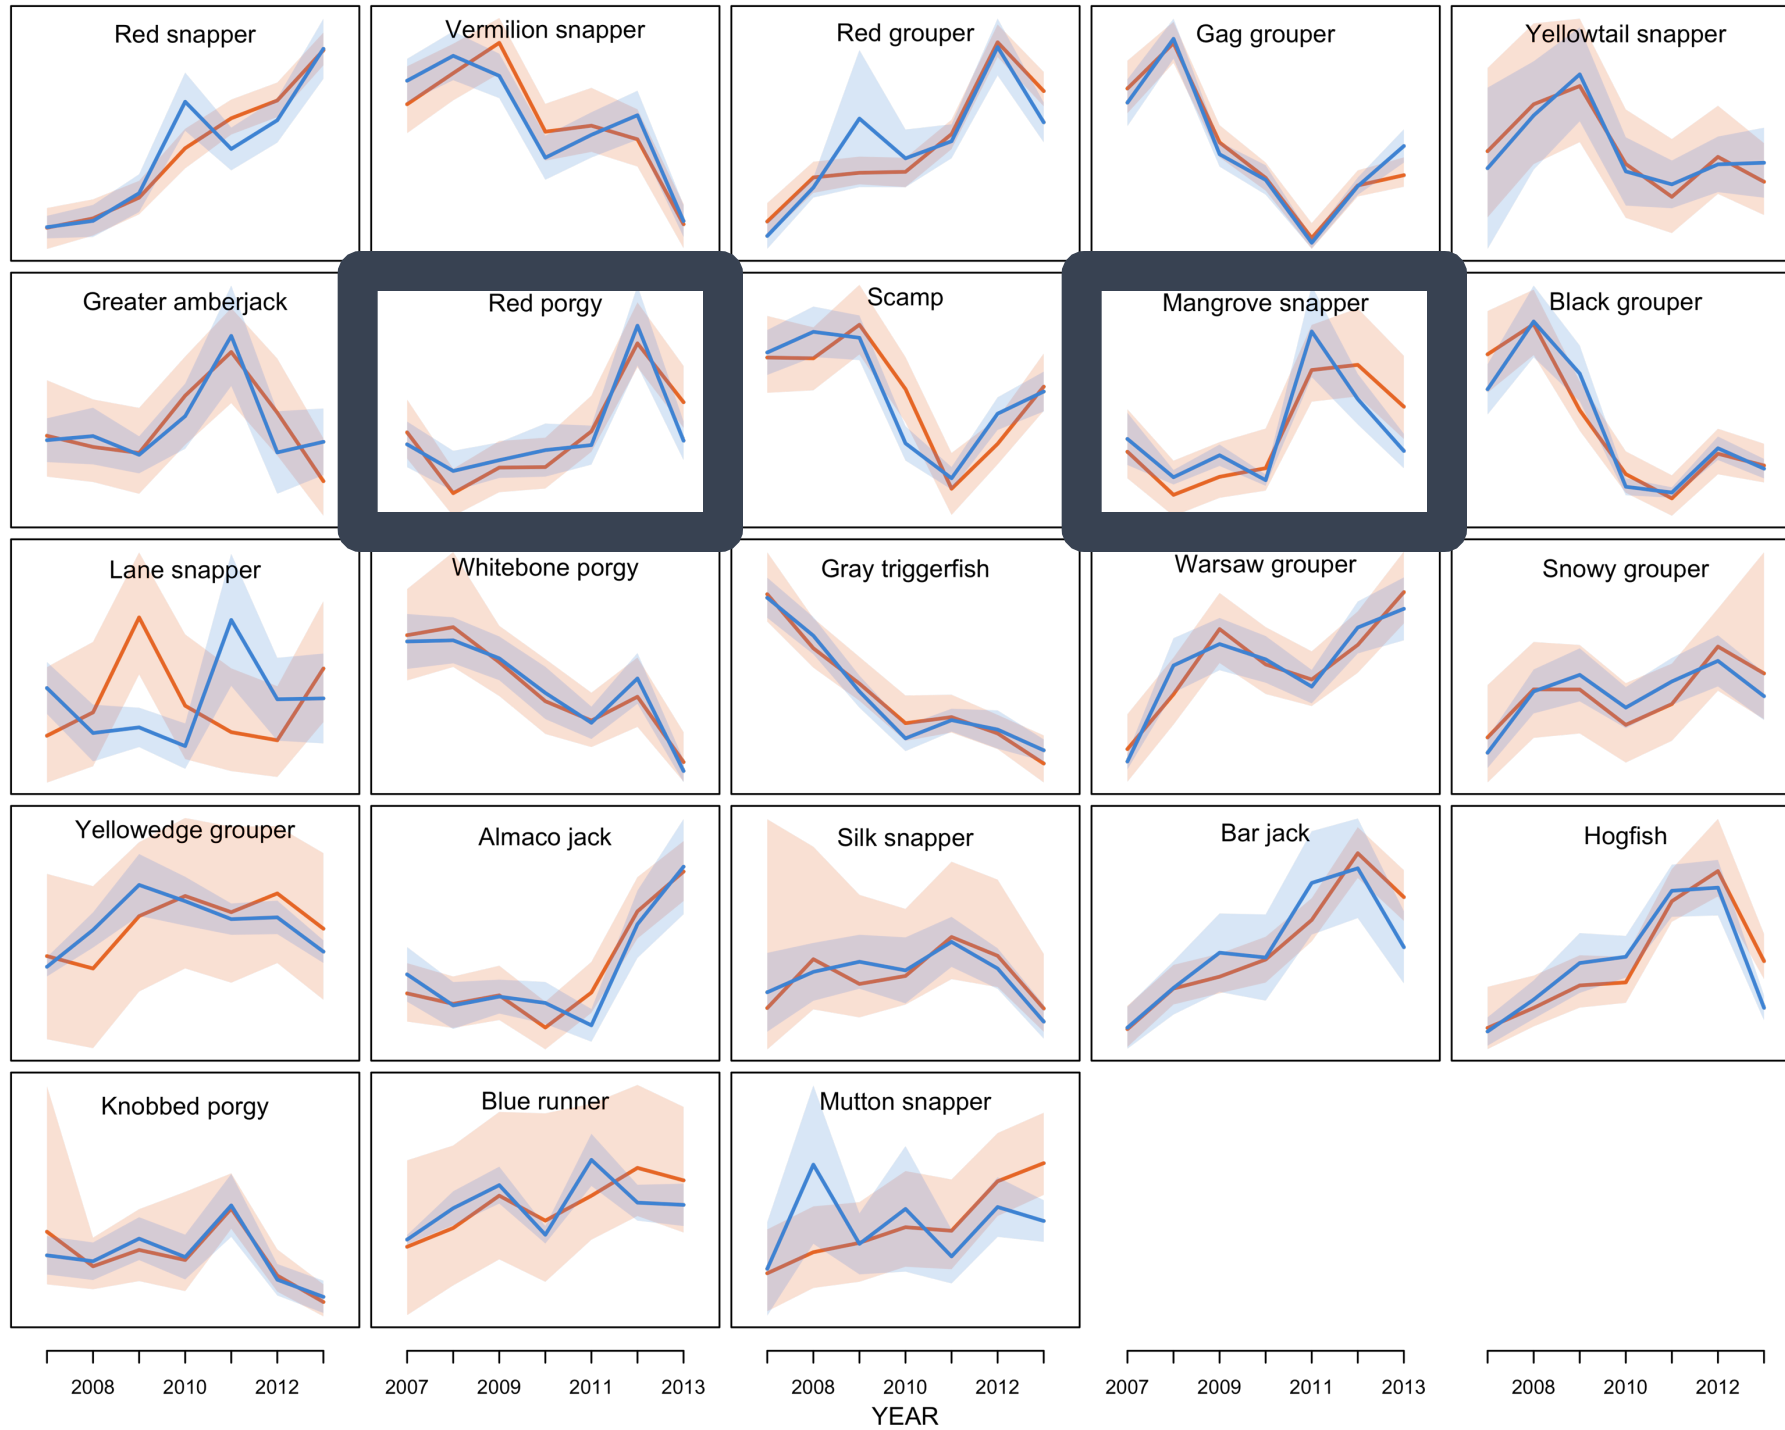 Red snapper
Vermilion snapper
Red grouper
Gag grouper
Yellowtail snapper
Greater amberjack
Red porgy
Scamp
Mangrove snapper
Black grouper
Lane snapper
Whitebone porgy
Gray triggerfish
Warsaw grouper
Snowy grouper
Yellowedge grouper
Almaco jack
Silk snapper
Bar jack
Hogfish
Knobbed porgy
Blue runner
Mutton snapper
2008 2010 2012
2007 2009 2011 2013
2008 2010 2012
2007 2009 2011 2013
2008 2010 2012
YEAR